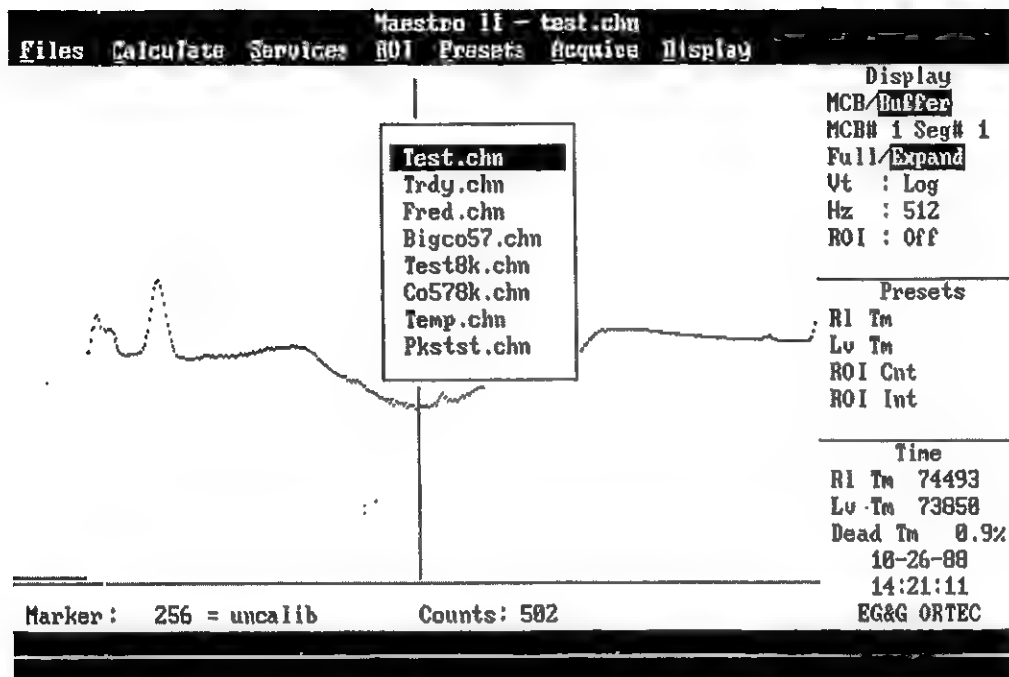 Maestro II - test.chn
Files Calculate Services ROI Presets Acquire Display
Display
MCB/Buffer
MCB# 1 Seg# 1
Full/Expand
Vt : Log
Hz : 512
ROI : Off
Test.chn
Trdy.chn
Fred.chn
Bigco57.chn
Test8k.chn
Co578k.chn
Temp.chn
Pkstst.chn
Presets
Rl Tm
Lv Tm
ROI Cnt
ROI Int
Time
Rl Tm 74493
Lv Tm 73850
Dead Tm 0.9%
10-26-88
14:21:11
EG&G ORTEC
Marker: 256 = uncalib Counts: 502